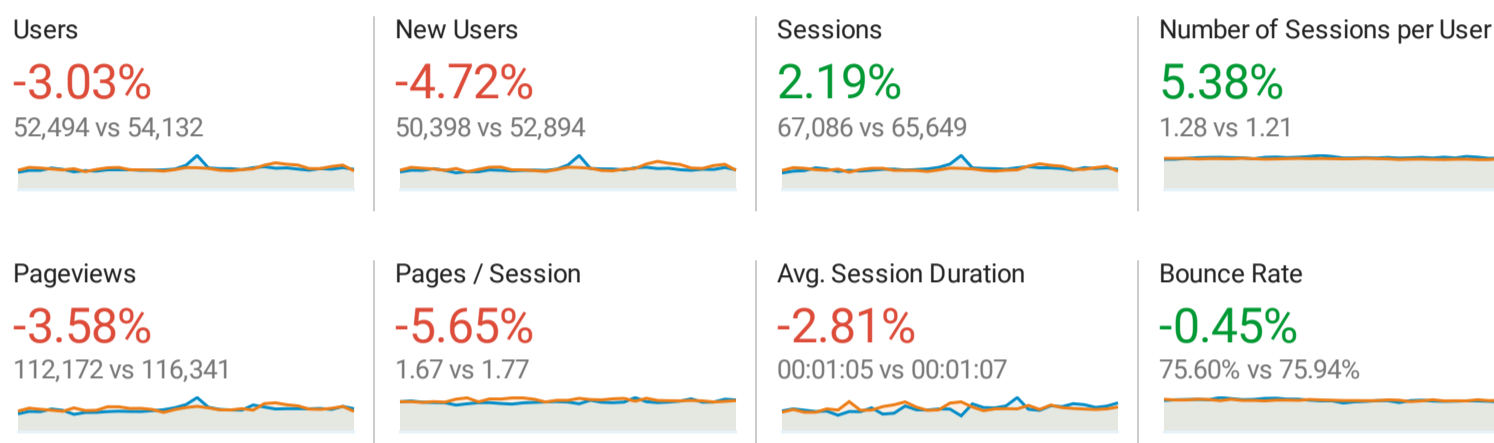 Users
-3.03%
52,494 vs 54,132
New Users
-4.72%
50,398 vs 52,894
Sessions
2.19%
67,086 vs 65,649
Number of Sessions per User
5.38%
1.28 vs 1.21
Pageviews
-3.58%
112,172 vs 116,341
Pages / Session
-5.65%
1.67 vs 1.77
Avg. Session Duration
-2.81%
00:01:05 vs 00:01:07
Bounce Rate
-0.45%
75.60% vs 75.94%